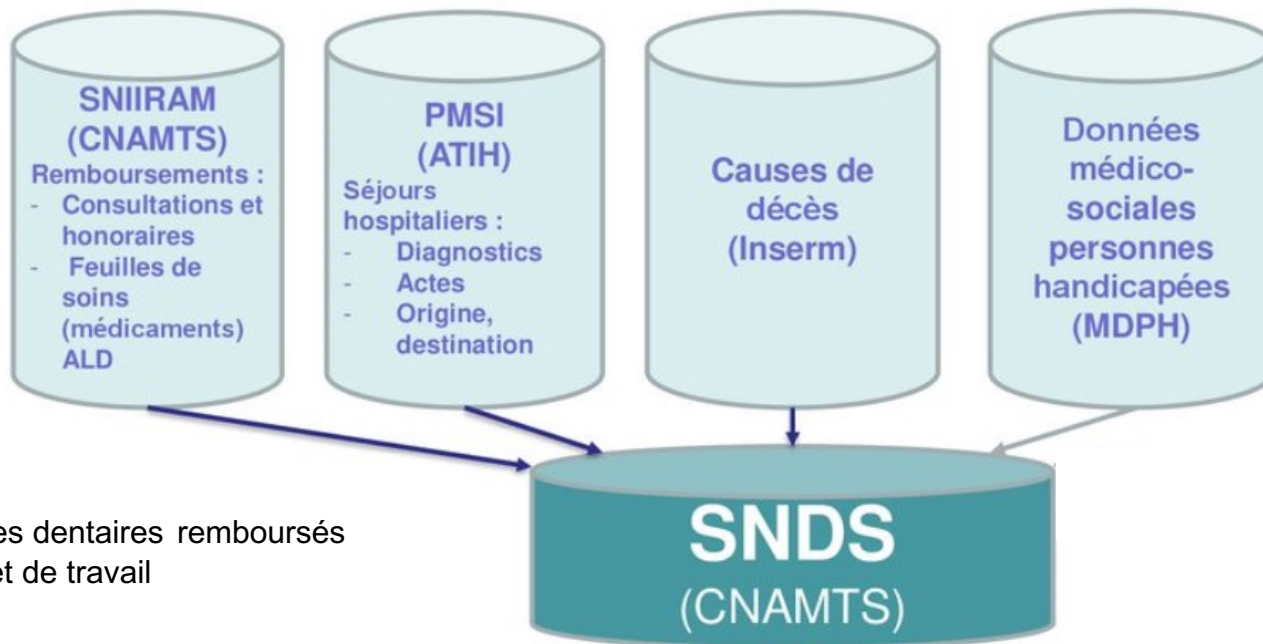 SNIIRAM
(CNAMTS)
Remboursements :
- Consultations et
honoraires
- Feuilles de
soins
(médicaments)
ALD
PMSI
(ATIH)
Séjours
hospitaliers :
- Diagnostics
- Actes
- Origine,
destination
Causes de
décès
(Inserm)
Données
médico-
sociales
personnes
handicapées
(MDPH)
es dentaires remboursés
et de travail
SNDS
(CNAMTS)